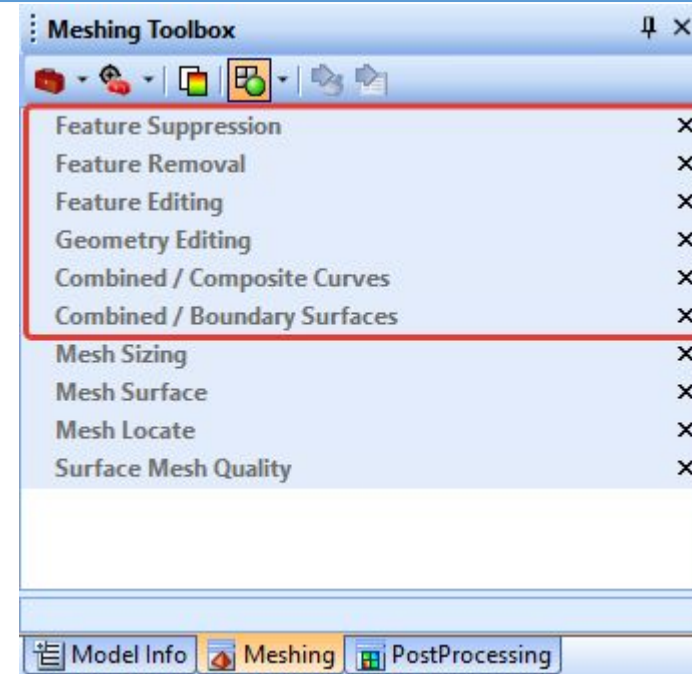 Meshing Toolbox
Feature Suppression
Feature Removal
Feature Editing
Geometry Editing
Combined / Composite Curves
Combined / Boundary Surfaces
Mesh Sizing
Mesh Surface
Mesh Locate
Surface Mesh Quality
Model Info Meshing PostProcessing